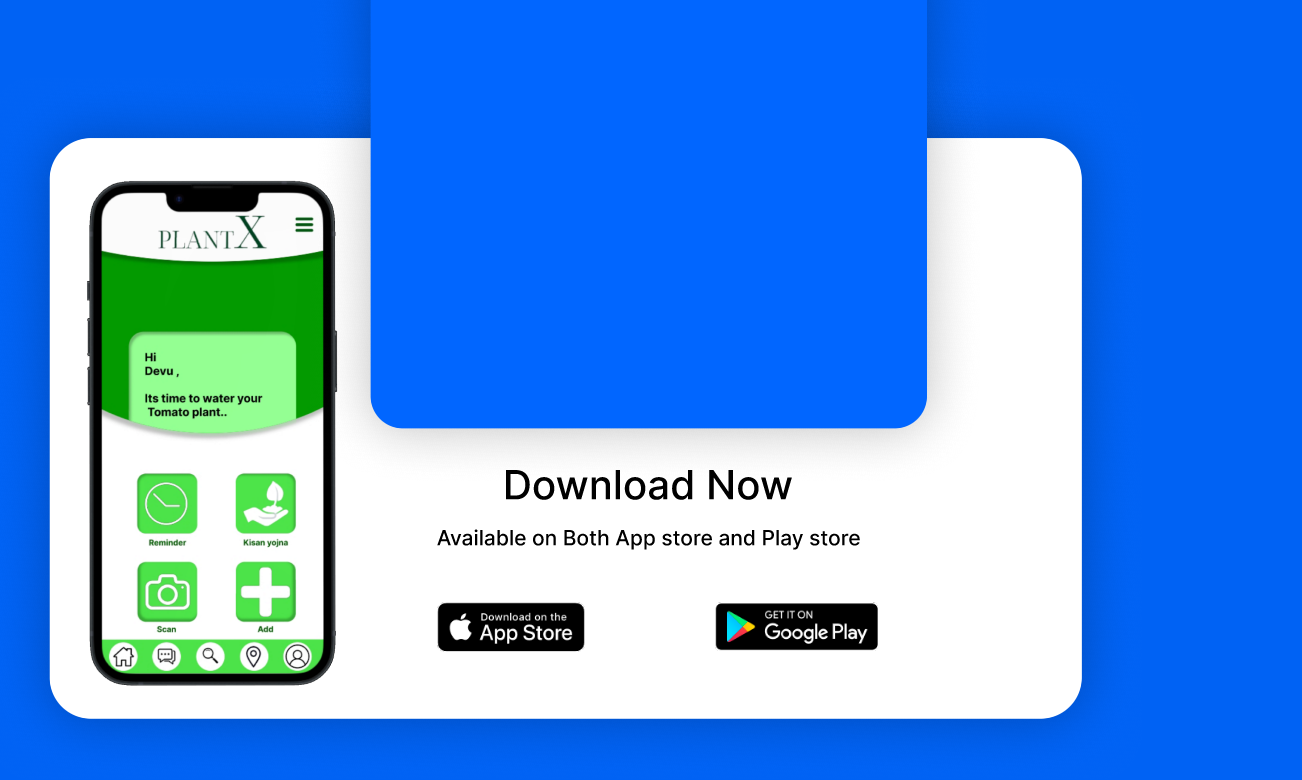 PLANTX
Hi
Devu ,
Its time to water your
Tomato plant..
Reminder
Kisan yojna
Scan
Add
Download Now
Available on Both App store and Play store
Download on the
App Store
GET IT ON
Google Play